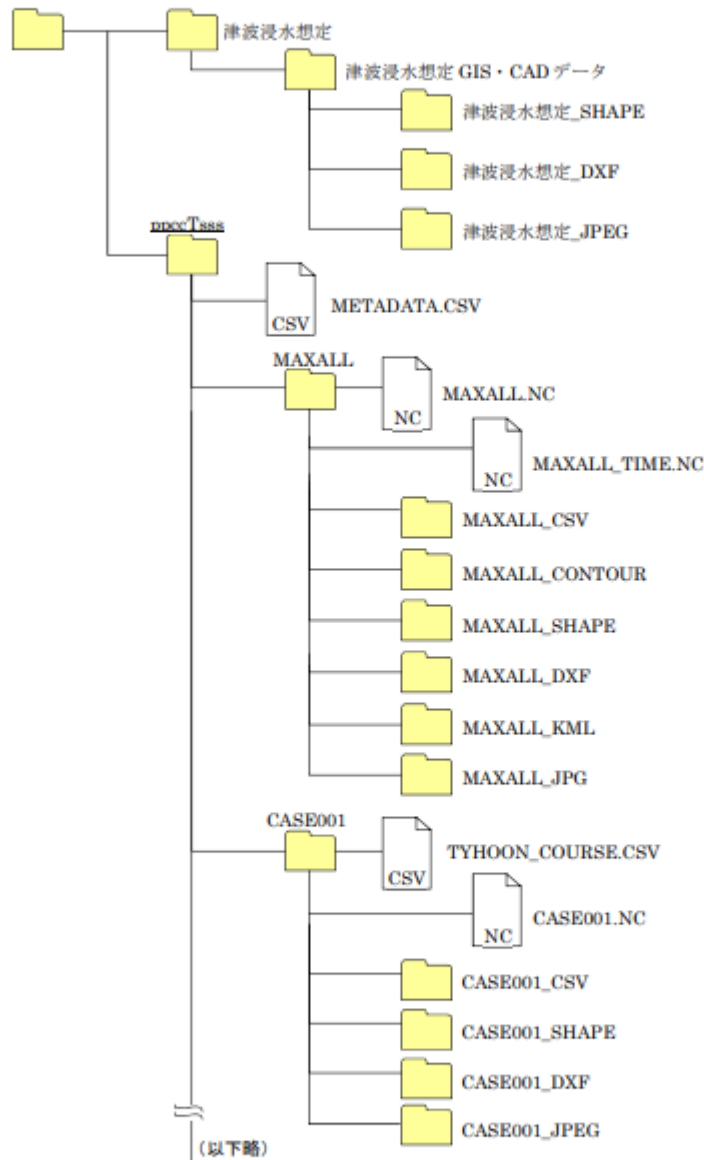 津波浸水想定
津波浸水想定 GIS・CADデータ
津波浸水想定_SHAPE
津波浸水想定_DXF
津波浸水想定_JPEG
ppccTsss
CSV
METADATA.CSV
MAXALL
NC
MAXALL.NC
NC
MAXALL_TIME.NC
MAXALL_CSV
MAXALL_CONTOUR
MAXALL_SHAPE
MAXALL_DXF
MAXALL_KML
MAXALL_JPG
CASE001
CSV
TYHOON_COURSE.CSV
NC
CASE001.NC
CASE001_CSV
CASE001_SHAPE
CASE001_DXF
CASE001_JPEG
（以下略）